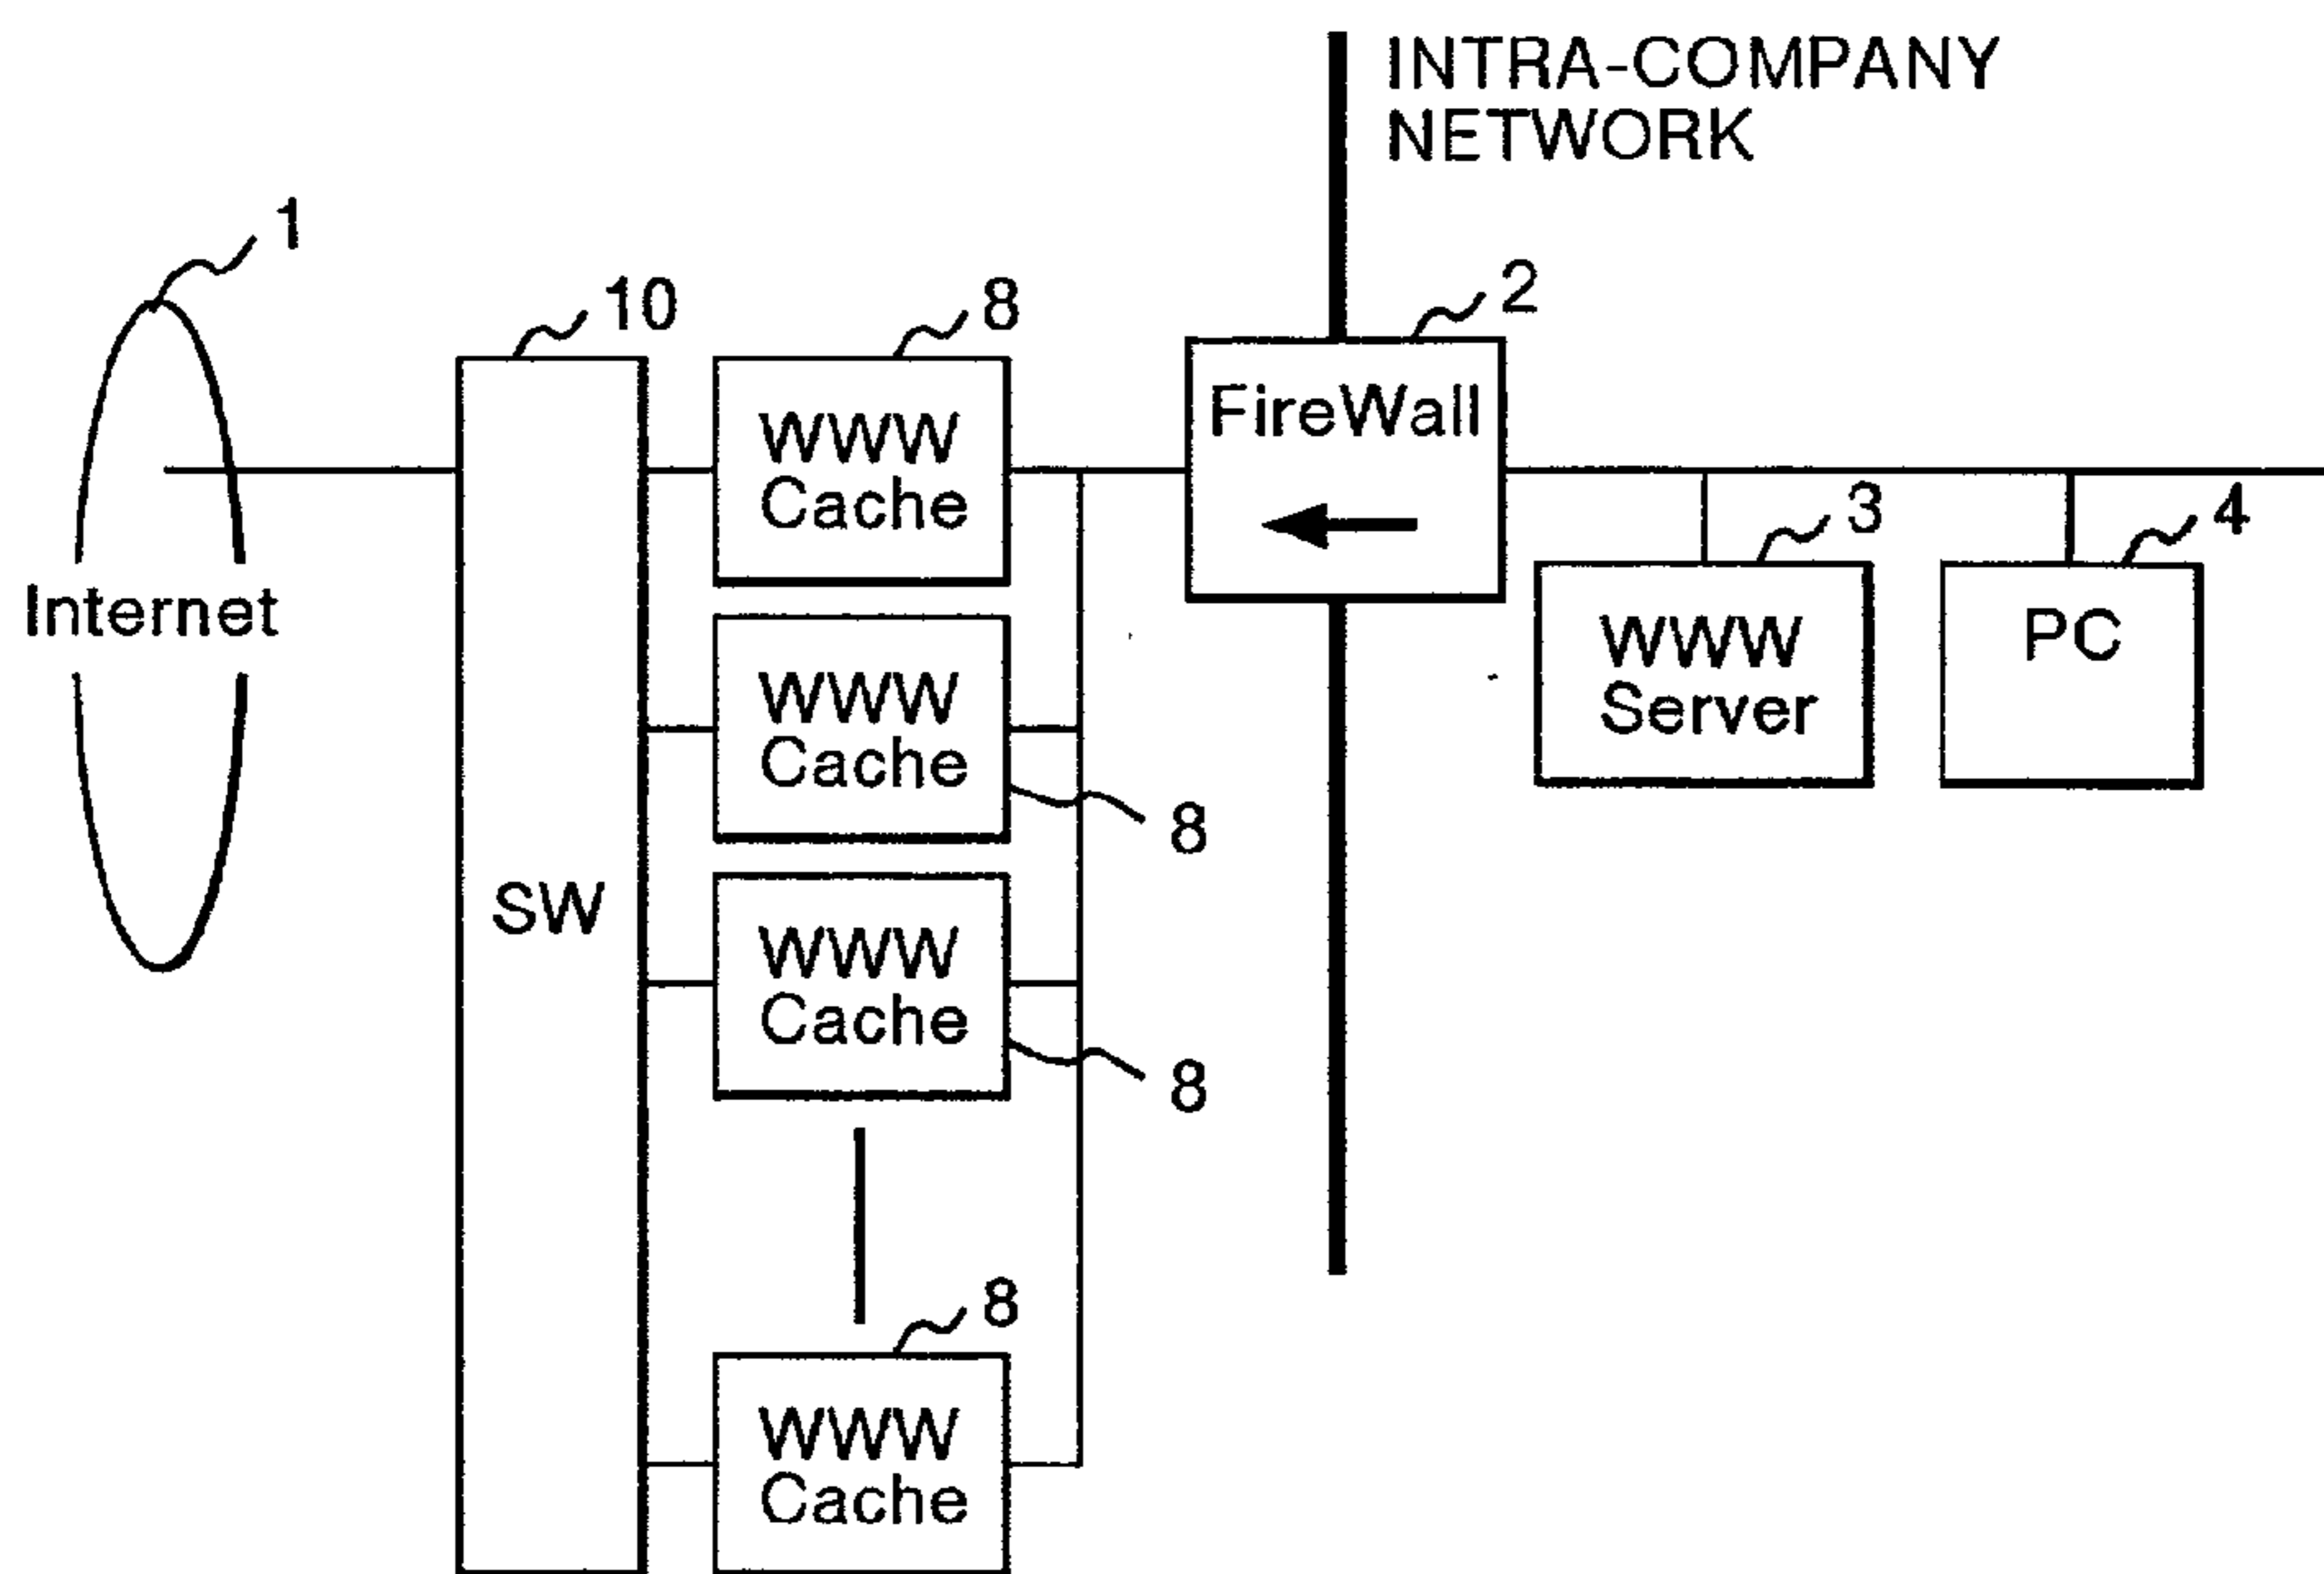 INTRA-COMPANY
NETWORK
1
10
8
2
FireWall
WWW
Cache
3
4
Internet
WWW
Server
PC
WWW
Cache
8
SW
WWW
Cache
8
8
WWW
Cache